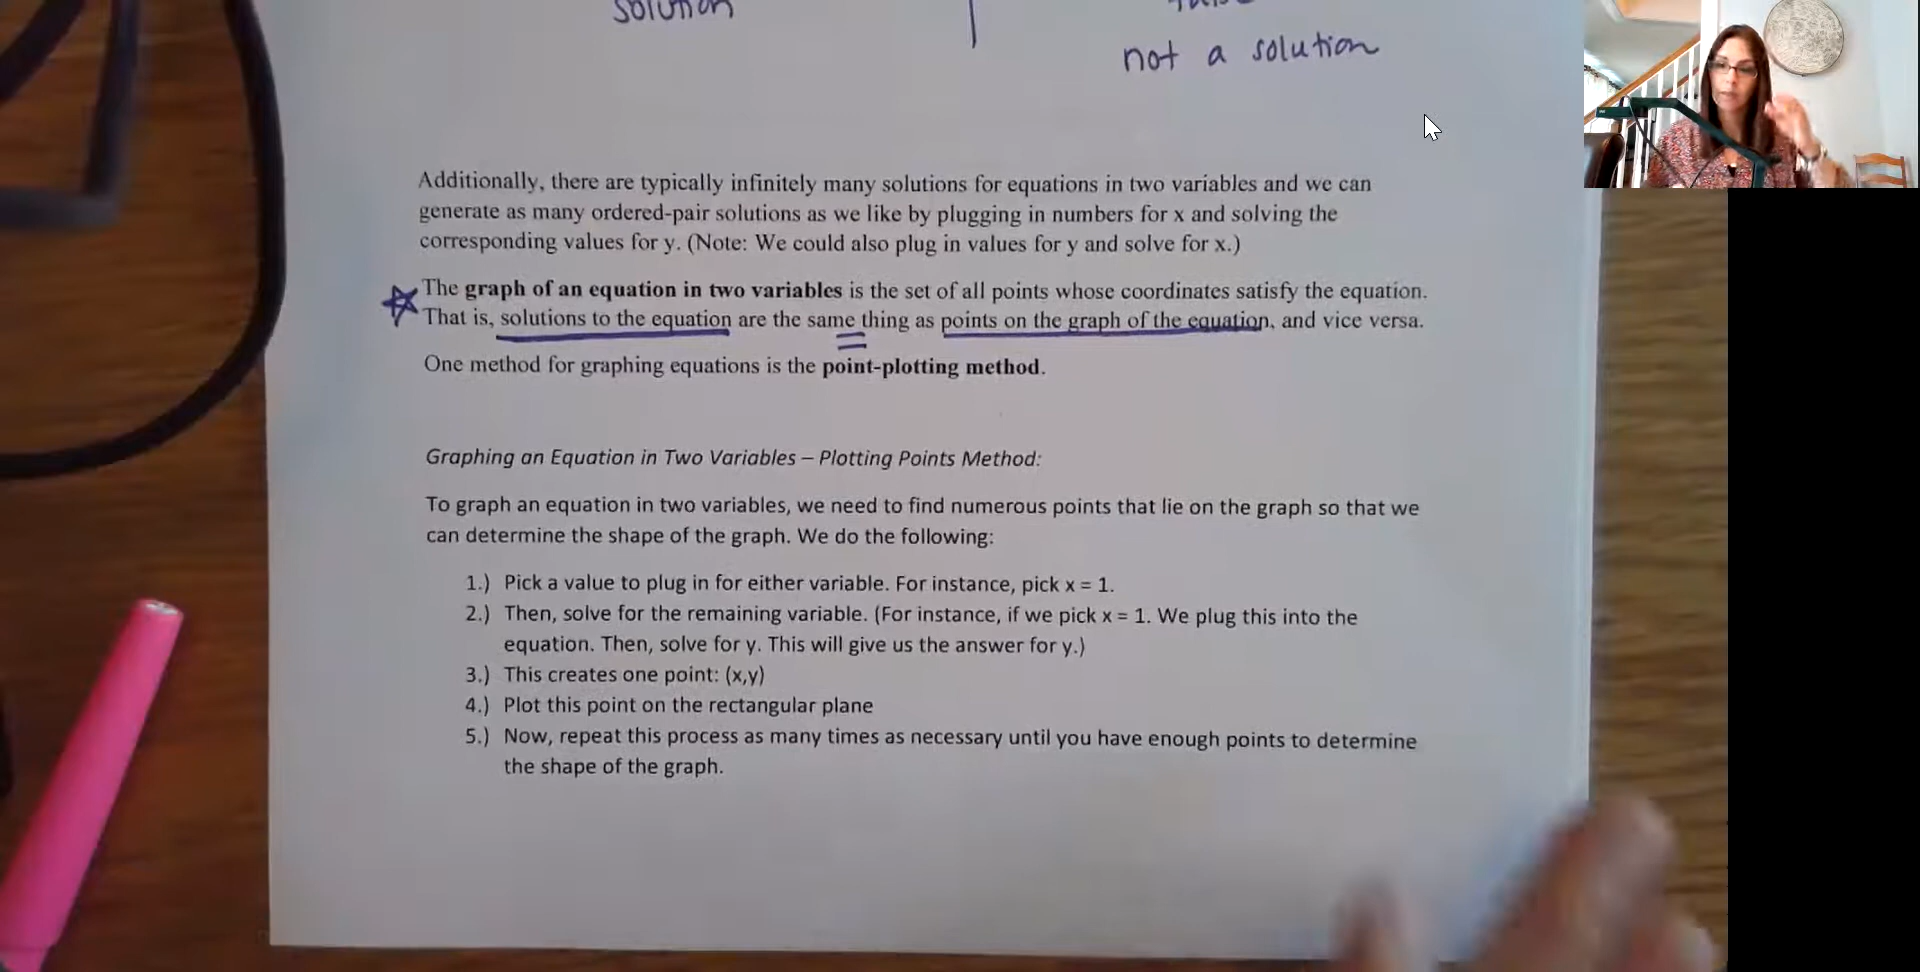 solution
not a solution
Additionally, there are typically infinitely many solutions for equations in two variables and we can
generate as many ordered-pair solutions as we like by plugging in numbers for x and solving the
corresponding values for y. (Note: We could also plug in values for y and solve for x.)
The graph of an equation in two variables is the set of all points whose coordinates satisfy the equation.
That is, solutions to the equation are the same thing as points on the graph of the equation, and vice versa.
One method for graphing equations is the point-plotting method.
Graphing an Equation in Two Variables – Plotting Points Method:
To graph an equation in two variables, we need to find numerous points that lie on the graph so that we
can determine the shape of the graph. We do the following:
1.) Pick a value to plug in for either variable. For instance, pick x = 1.
2.) Then, solve for the remaining variable. (For instance, if we pick x = 1. We plug this into the
equation. Then, solve for y. This will give us the answer for y.)
3.) This creates one point: (x,y)
4.) Plot this point on the rectangular plane
5.) Now, repeat this process as many times as necessary until you have enough points to determine
the shape of the graph.